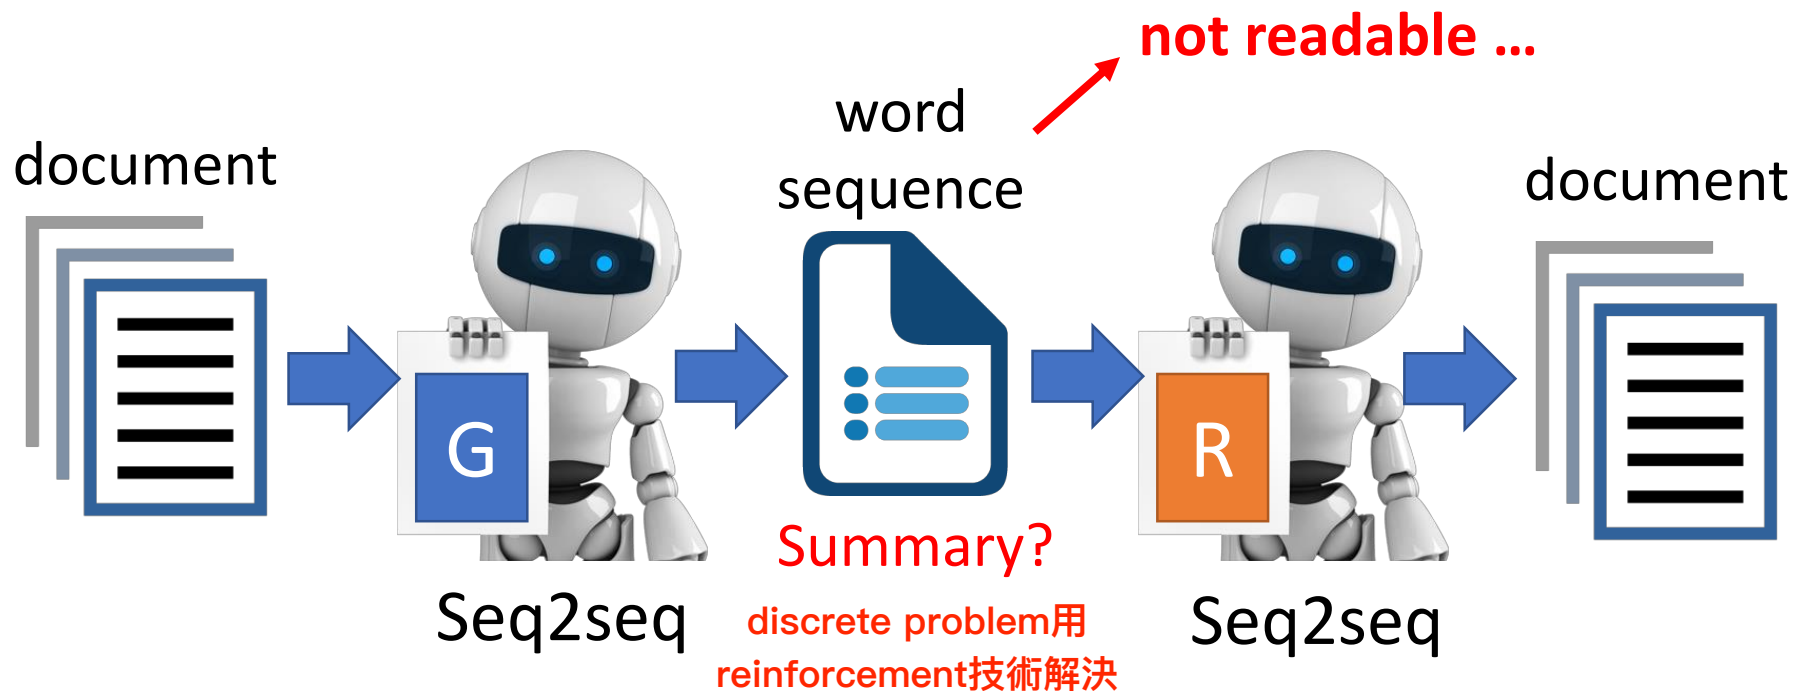 not readable ...
word
sequence
document
document
G
R
Summary?
Seq2seq
Seq2seq
discrete problem用
reinforcement技術解決